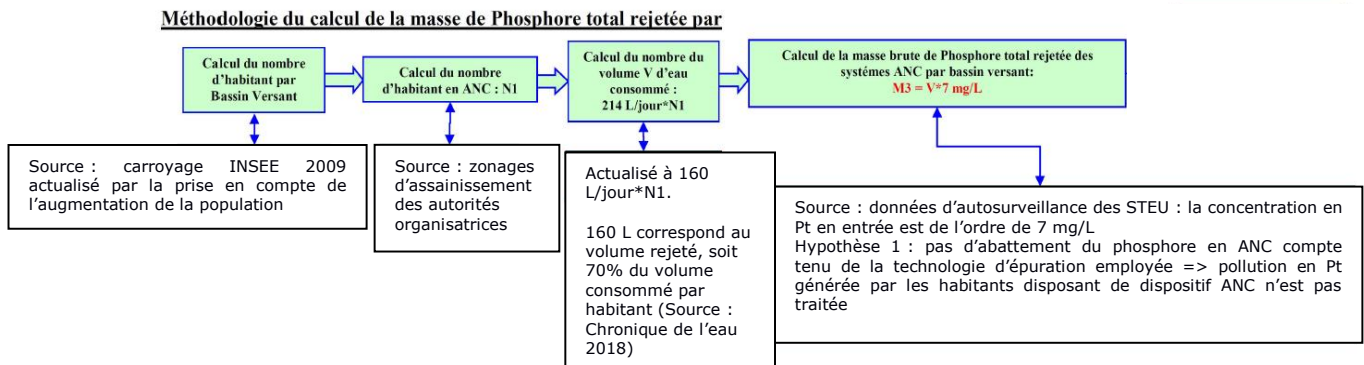 Méthodologie du calcul de la masse de Phosphore total rejetée par
Calcul du nombre
d'habitant par
Bassin Versant
Calcul du nombre
d'habitant en ANC : N1
Calcul du nombre du
volume V d'eau
consommé :
214 L/jour*N1
Calcul de la masse brute de Phosphore total rejetée des
systémes ANC par bassin versant:
M3 = V*7 mg/L
Source : carroyage INSEE 2009
actualisé par la prise en compte de
l'augmentation de la population
Source : zonages
d'assainissement
des autorités
organisatrices
Actualisé à 160
L/jour*N1.
160 L correspond au
volume rejeté, soit
70% du volume
consommé par
habitant (Source :
Chronique de l'eau
2018)
Source : données d'autosurveillance des STEU : la concentration en
Pt en entrée est de l'ordre de 7 mg/L
Hypothèse 1 : pas d'abattement du phosphore en ANC compte
tenu de la technologie d'épuration employée => pollution en Pt
générée par les habitants disposant de dispositif ANC n'est pas
traitée